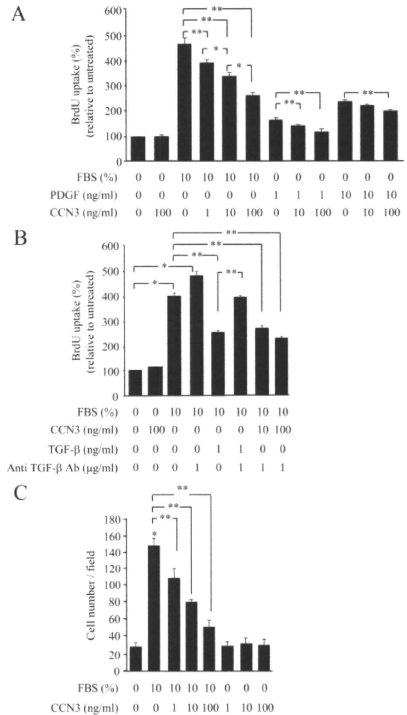 A
600
500
400
300
200
100
0
BrdU uptake (%)
(relative to untreated)
**
**
**
*
*
**
**
**
FBS (%) 0 0 10 10 10 10 0 0 0 0 0 0
PDGF (ng/ml) 0 0 0 0 0 0 1 1 1 10 10 10
CCN3 (ng/ml) 0 100 0 1 10 100 0 10 100 0 10 100
B
600
500
400
300
200
100
0
BrdU uptake (%)
(relative to untreated)
**
**
**
**
*
*
FBS (%) 0 0 10 10 10 10 10 10
CCN3 (ng/ml) 0 100 0 0 0 0 10 100
TGF-β (ng/ml) 0 0 0 0 1 1 0 0
Anti TGF-β Ab (μg/ml) 0 0 0 1 0 1 1 1
C
180
160
140
120
100
80
60
40
20
0
Cell number / field
**
**
**
*
FBS (%) 0 10 10 10 10 0 0 0
CCN3 (ng/ml) 0 0 1 10 100 1 10 100